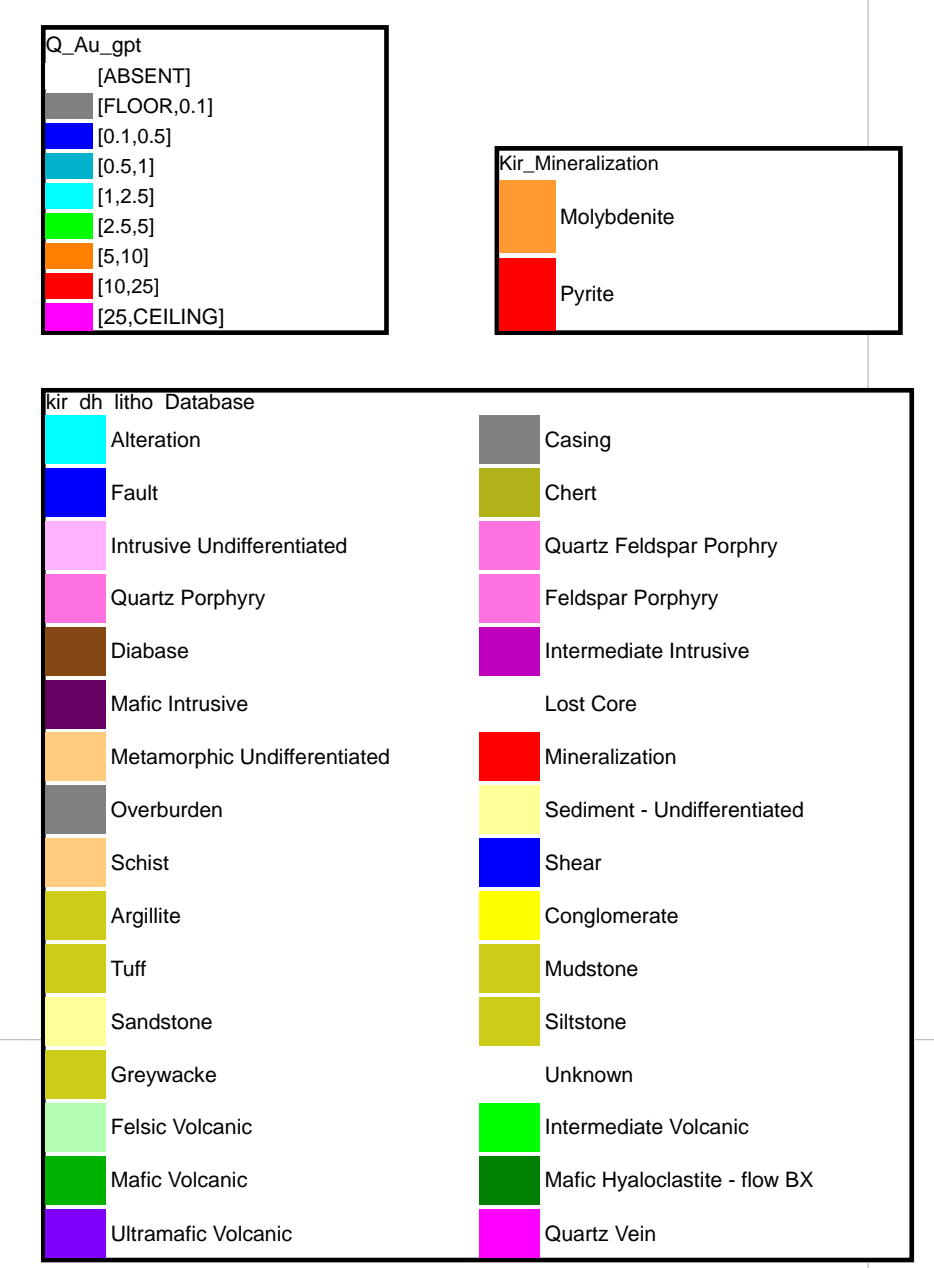 Q_Au_gpt
[ABSENT]
[FLOOR,0.1]
[0.1,0.5]
[0.5,1]
[1,2.5]
[2.5,5]
[5,10]
[10,25]
[25,CEILING]
Kir_Mineralization
Molybdenite
Pyrite
kir_dh_litho_Database
Alteration
Casing
Fault
Chert
Intrusive Undifferentiated
Quartz Feldspar Porphry
Quartz Porphyry
Feldspar Porphyry
Diabase
Intermediate Intrusive
Mafic Intrusive
Lost Core
Metamorphic Undifferentiated
Mineralization
Overburden
Sediment - Undifferentiated
Schist
Shear
Argillite
Conglomerate
Tuff
Mudstone
Sandstone
Siltstone
Greywacke
Unknown
Felsic Volcanic
Intermediate Volcanic
Mafic Volcanic
Mafic Hyaloclastite - flow BX
Ultramafic Volcanic
Quartz Vein